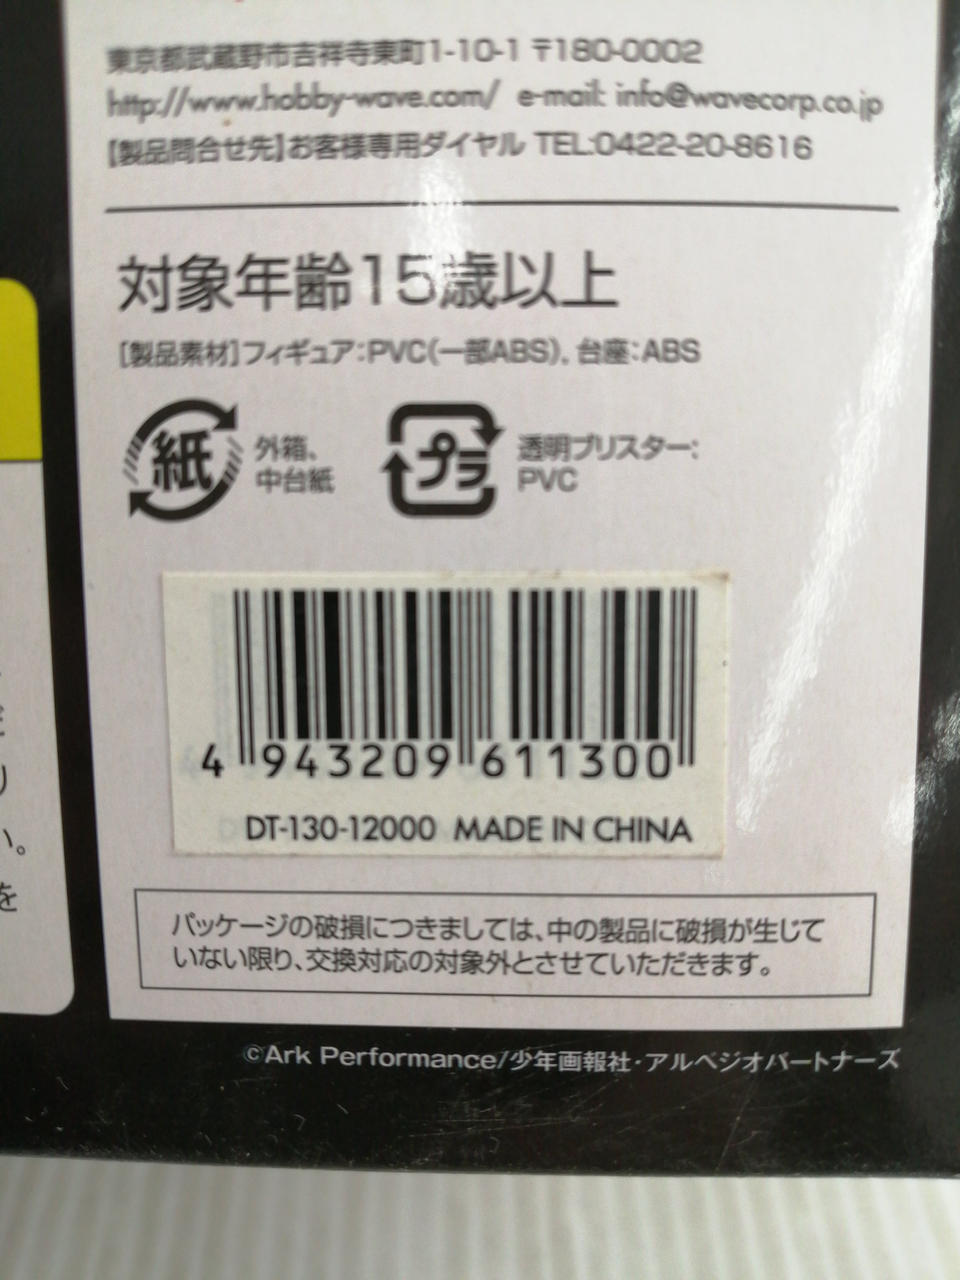 東京都武蔵野市吉祥寺東町1-10-1 〒180-0002
http://www.hobby-wave.com/ e-mail: info@wavecorp.co.jp
【製品問合せ先】お客様専用ダイヤル TEL:0422-20-8616
対象年齢15歳以上
[製品素材]フィギュア:PVC(一部ABS)、台座:ABS
紙 外箱、
中台紙
プラ 透明ブリスター:
PVC
4 943209 611300
DT-130-12000 MADE IN CHINA
パッケージの破損につきましては、中の製品に破損が生じて
いない限り、交換対応の対象外とさせていただきます。
©Ark Performance/少年画報社・アルペジオパートナーズ
り
い。
を